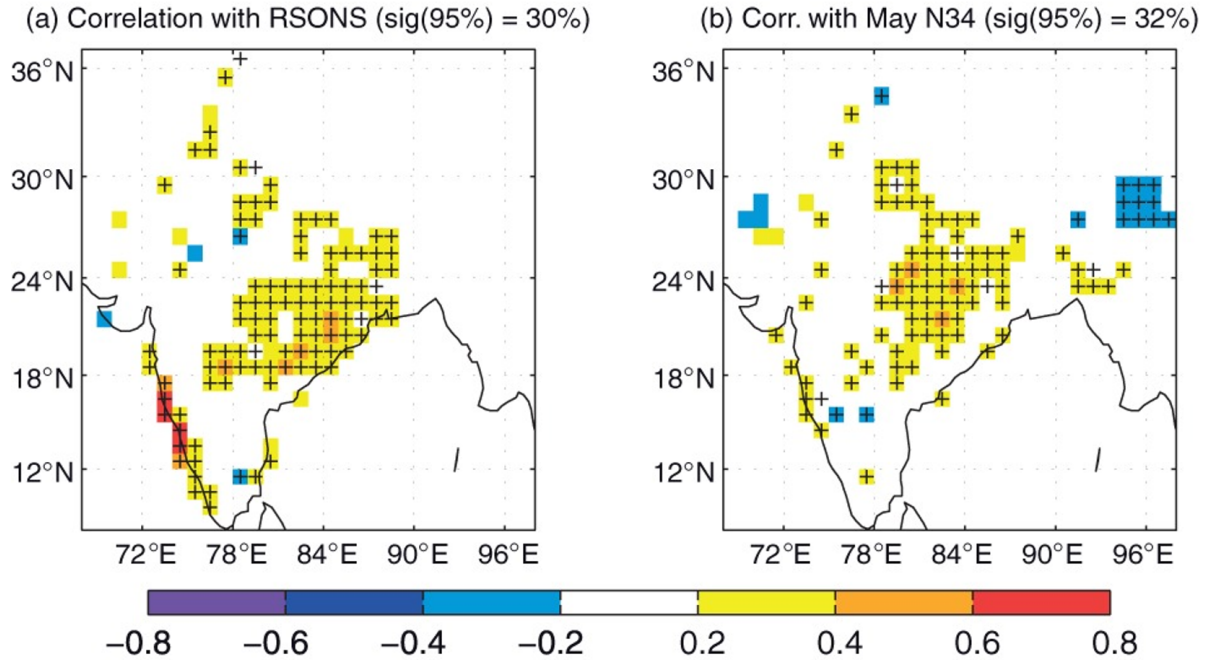 (a) Correlation with RSONS (sig(95%) = 30%)
(b) Corr. with May N34 (sig(95%) = 32%)
36°N
30°N
24°N
18°N
12°N
72°E 78°E 84°E 90°E 96°E
36°N
30°N
24°N
18°N
12°N
72°E 78°E 84°E 90°E 96°E
−0.8 −0.6 −0.4 −0.2 0.2 0.4 0.6 0.8